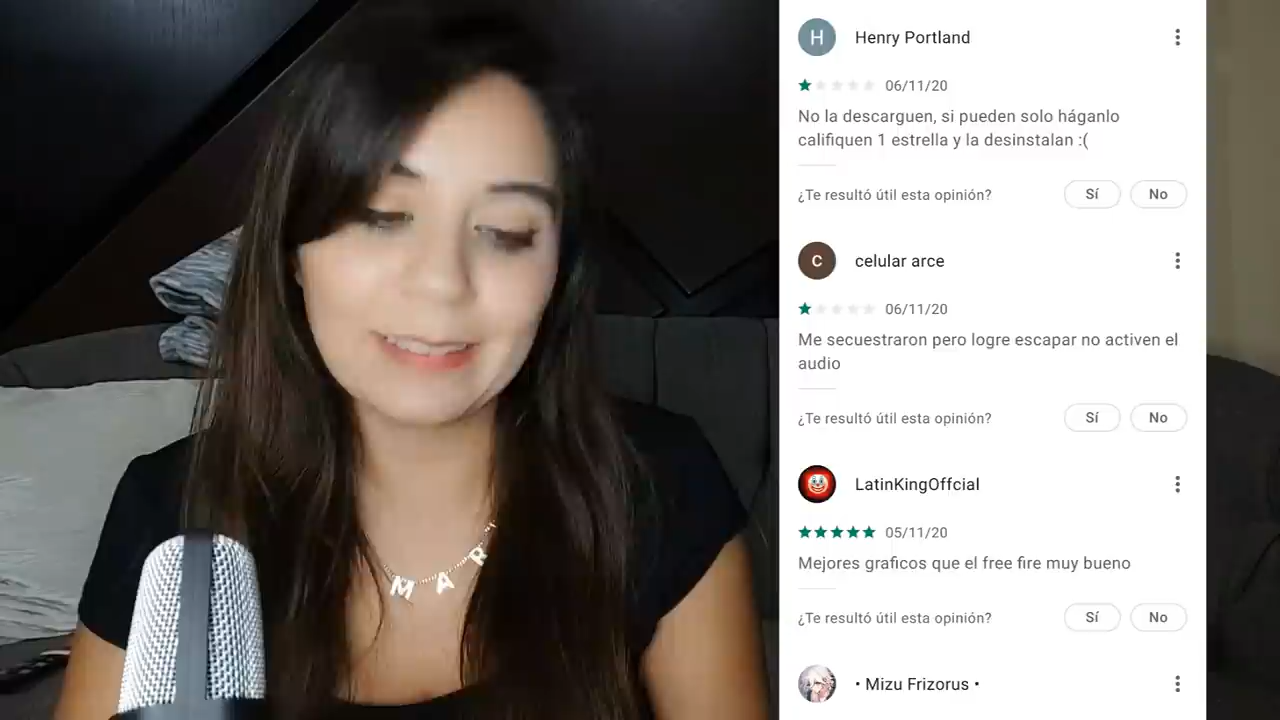 Henry Portland
06/11/20
No la descarguen, si pueden solo háganlo
califiquen 1 estrella y la desinstalan :(
¿Te resultó útil esta opinión?
Sí
No
celular arce
06/11/20
Me secuestraron pero logre escapar no activen el
audio
¿Te resultó útil esta opinión?
Sí
No
LatinKingOffcial
05/11/20
Mejores graficos que el free fire muy bueno
¿Te resultó útil esta opinión?
Sí
No
• Mizu Frizorus •
H
C
M A R